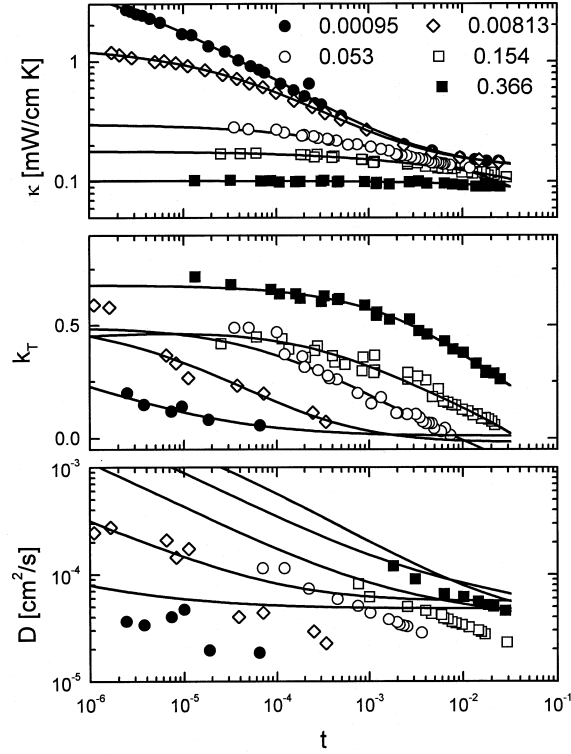 ● 0.00095 ◇ 0.00813
○ 0.053 □ 0.154
■ 0.366
κ [mW/cm K]
1
0.1
k_T
0.5
0.0
D [cm²/s]
10⁻³
10⁻⁴
10⁻⁵
10⁻⁶ 10⁻⁵ 10⁻⁴ 10⁻³ 10⁻² 10⁻¹
t